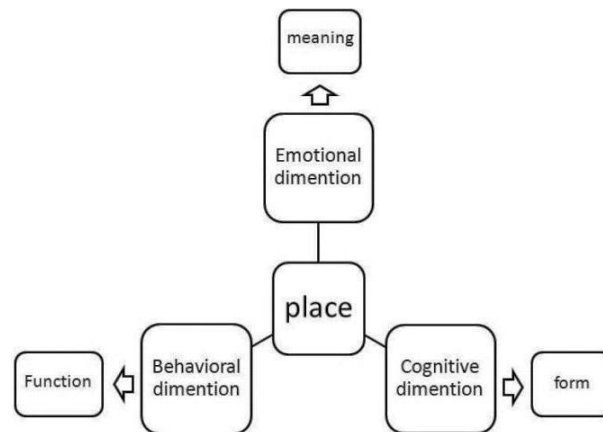 meaning
Emotional
dimention
place
Behavioral
dimention
Function
Cognitive
dimention
form